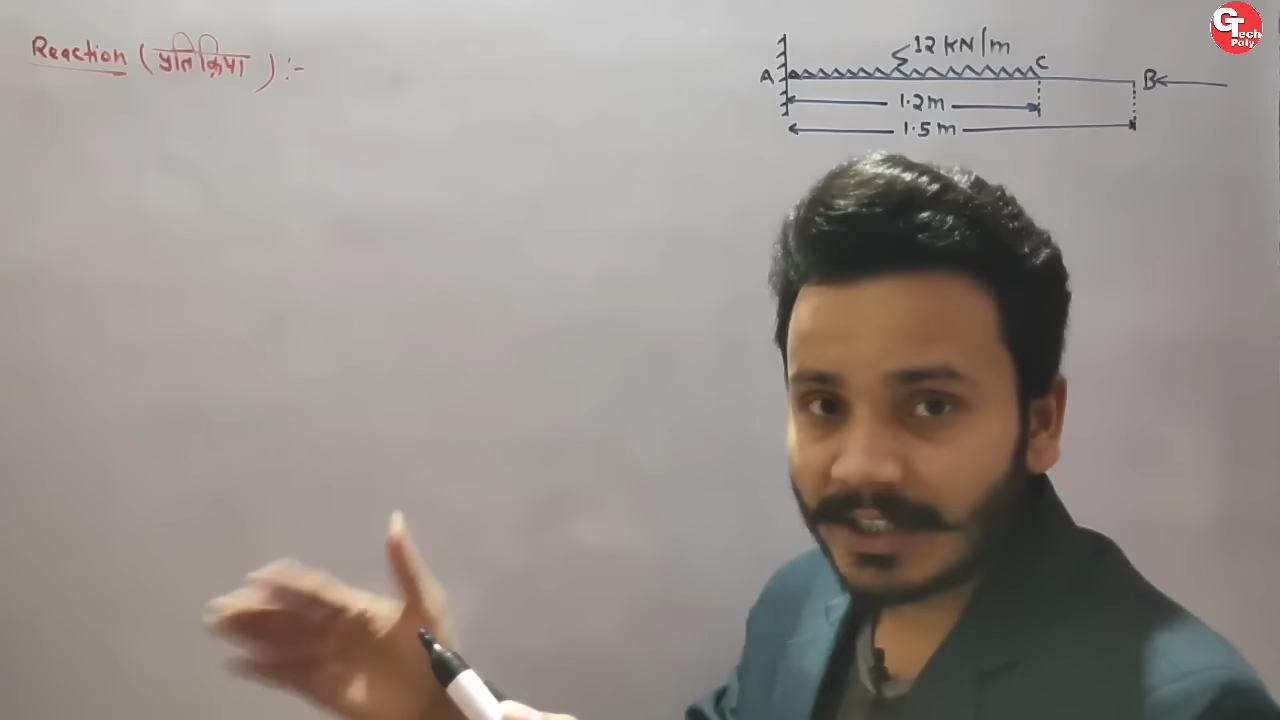 Reaction (प्रतिक्रिया) :-
12 KN/m
A
C
B
1.2m
1.5m
GTech
Poly